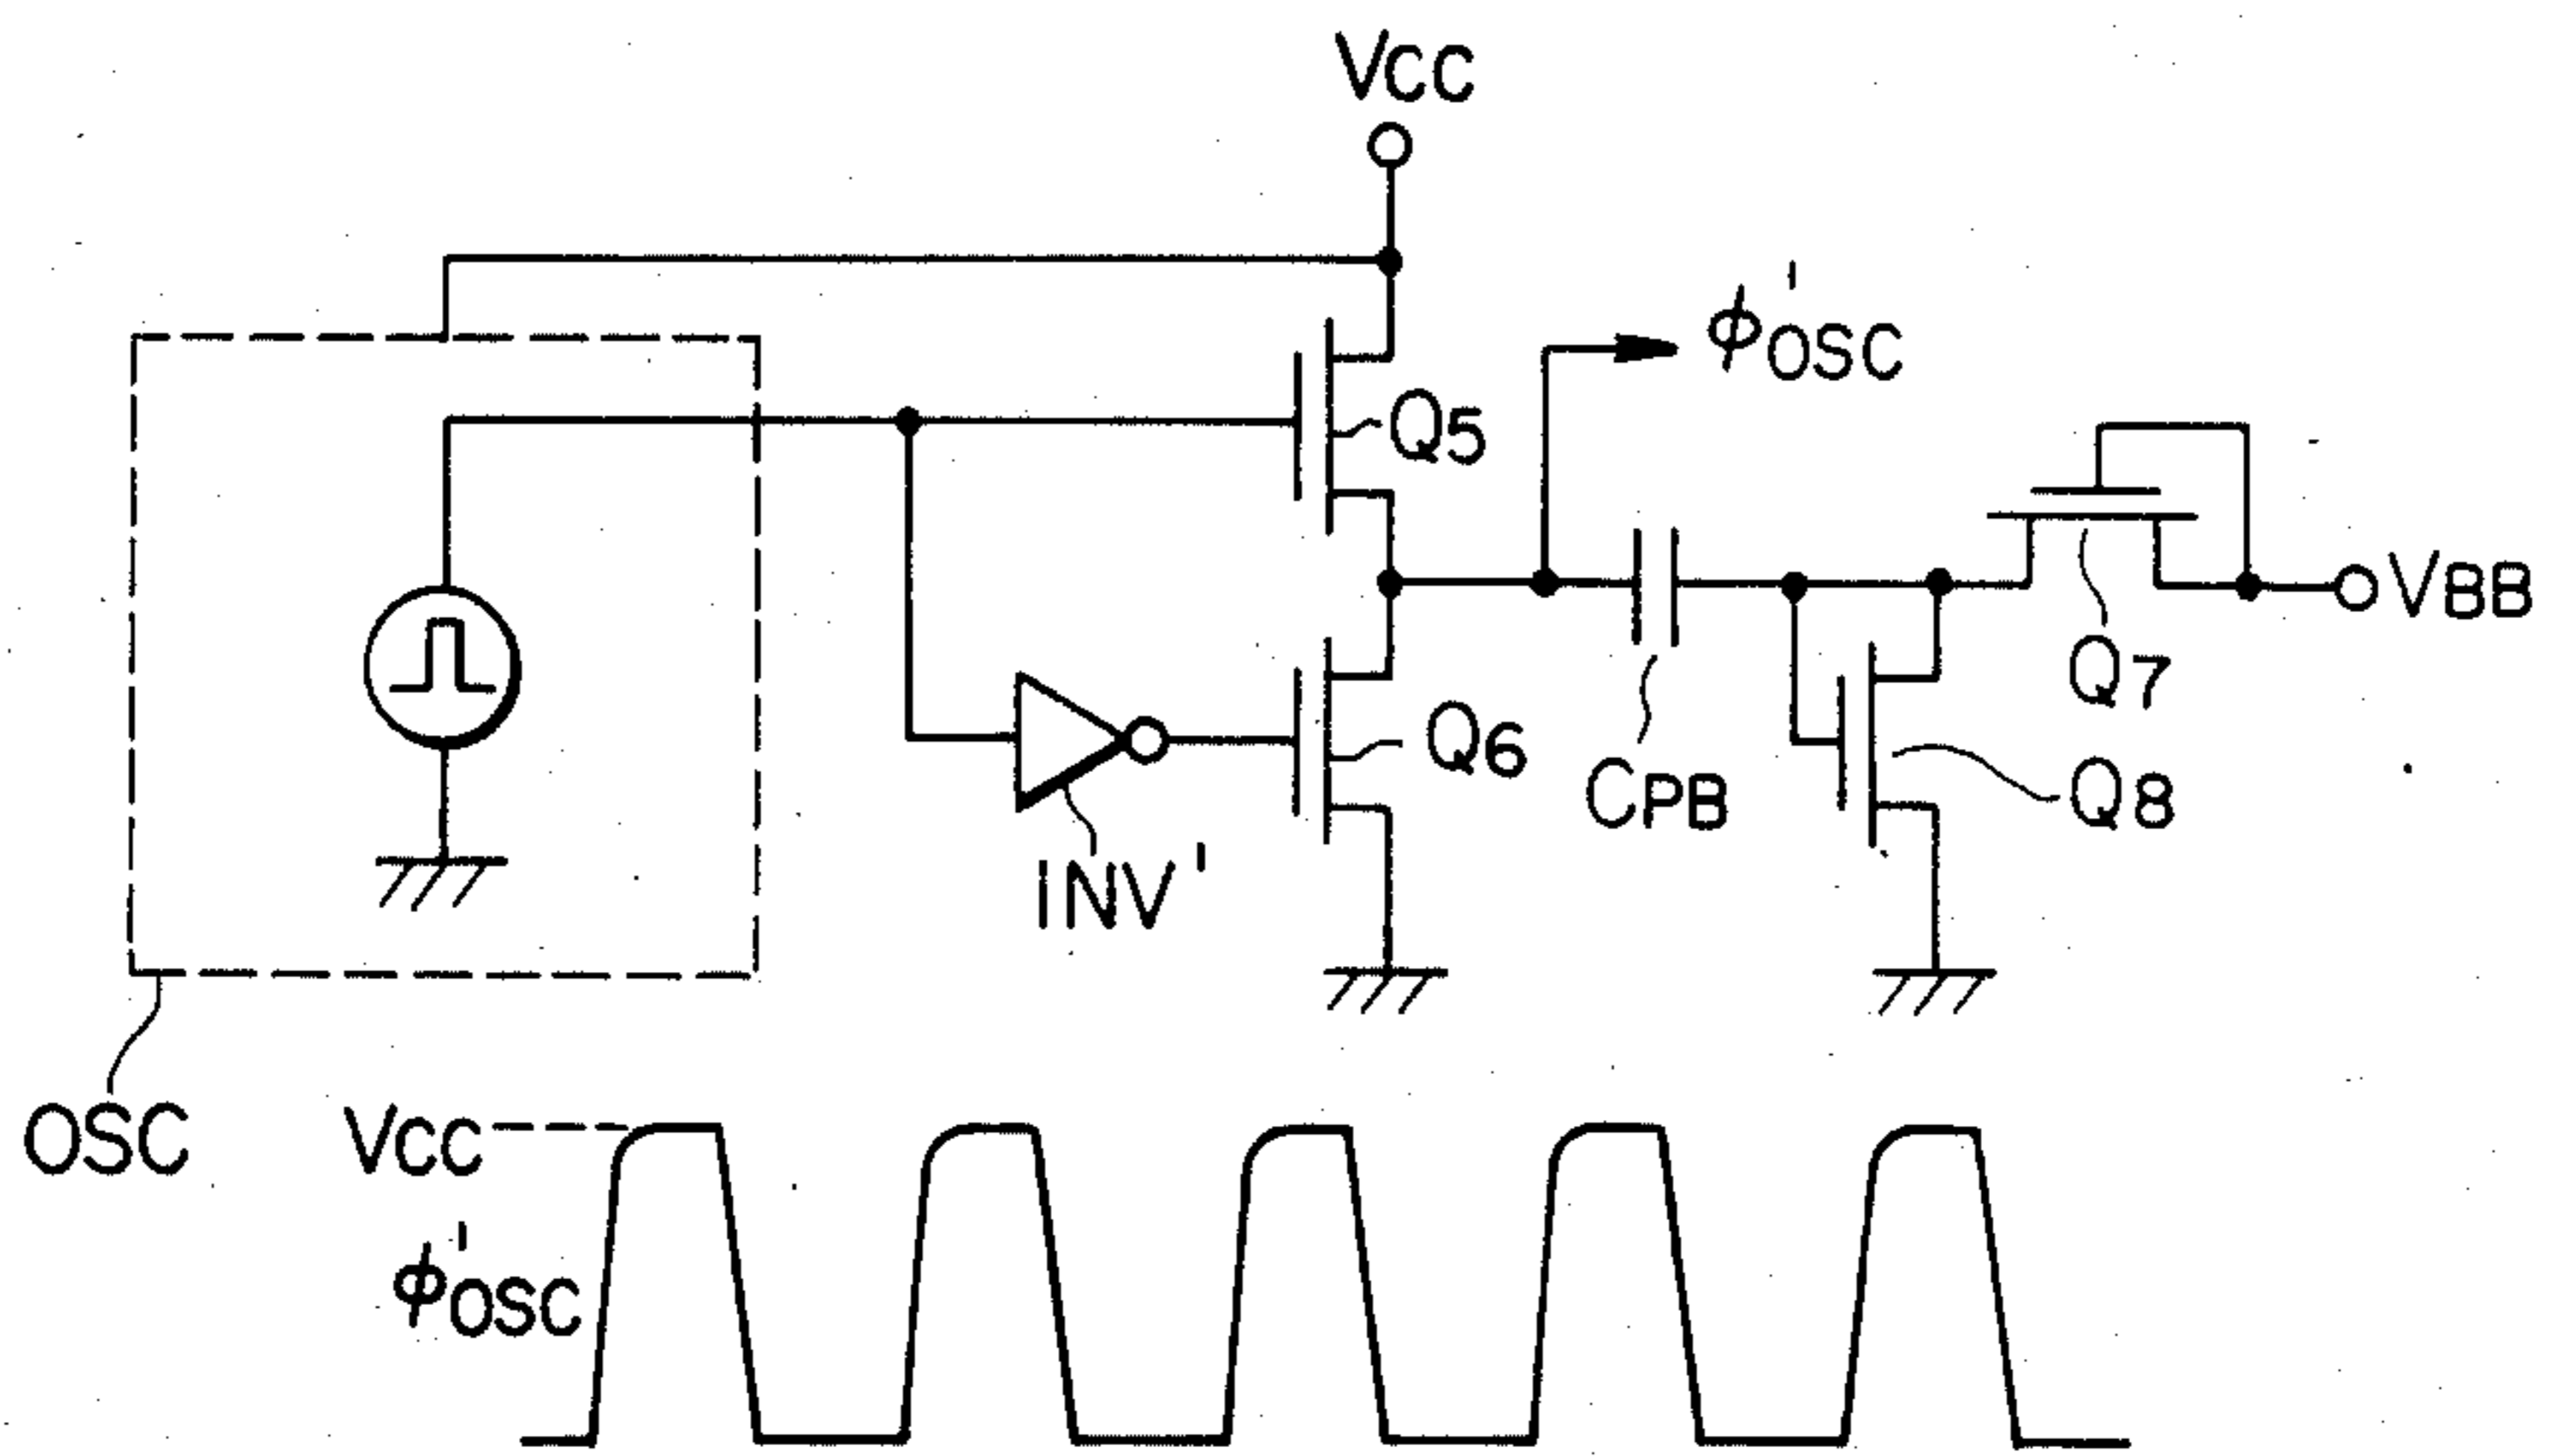 VCC
ϕ'OSC
Q5
VBB
Q7
Q6
CPB
Q8
INV'
OSC
VCC
ϕ'OSC